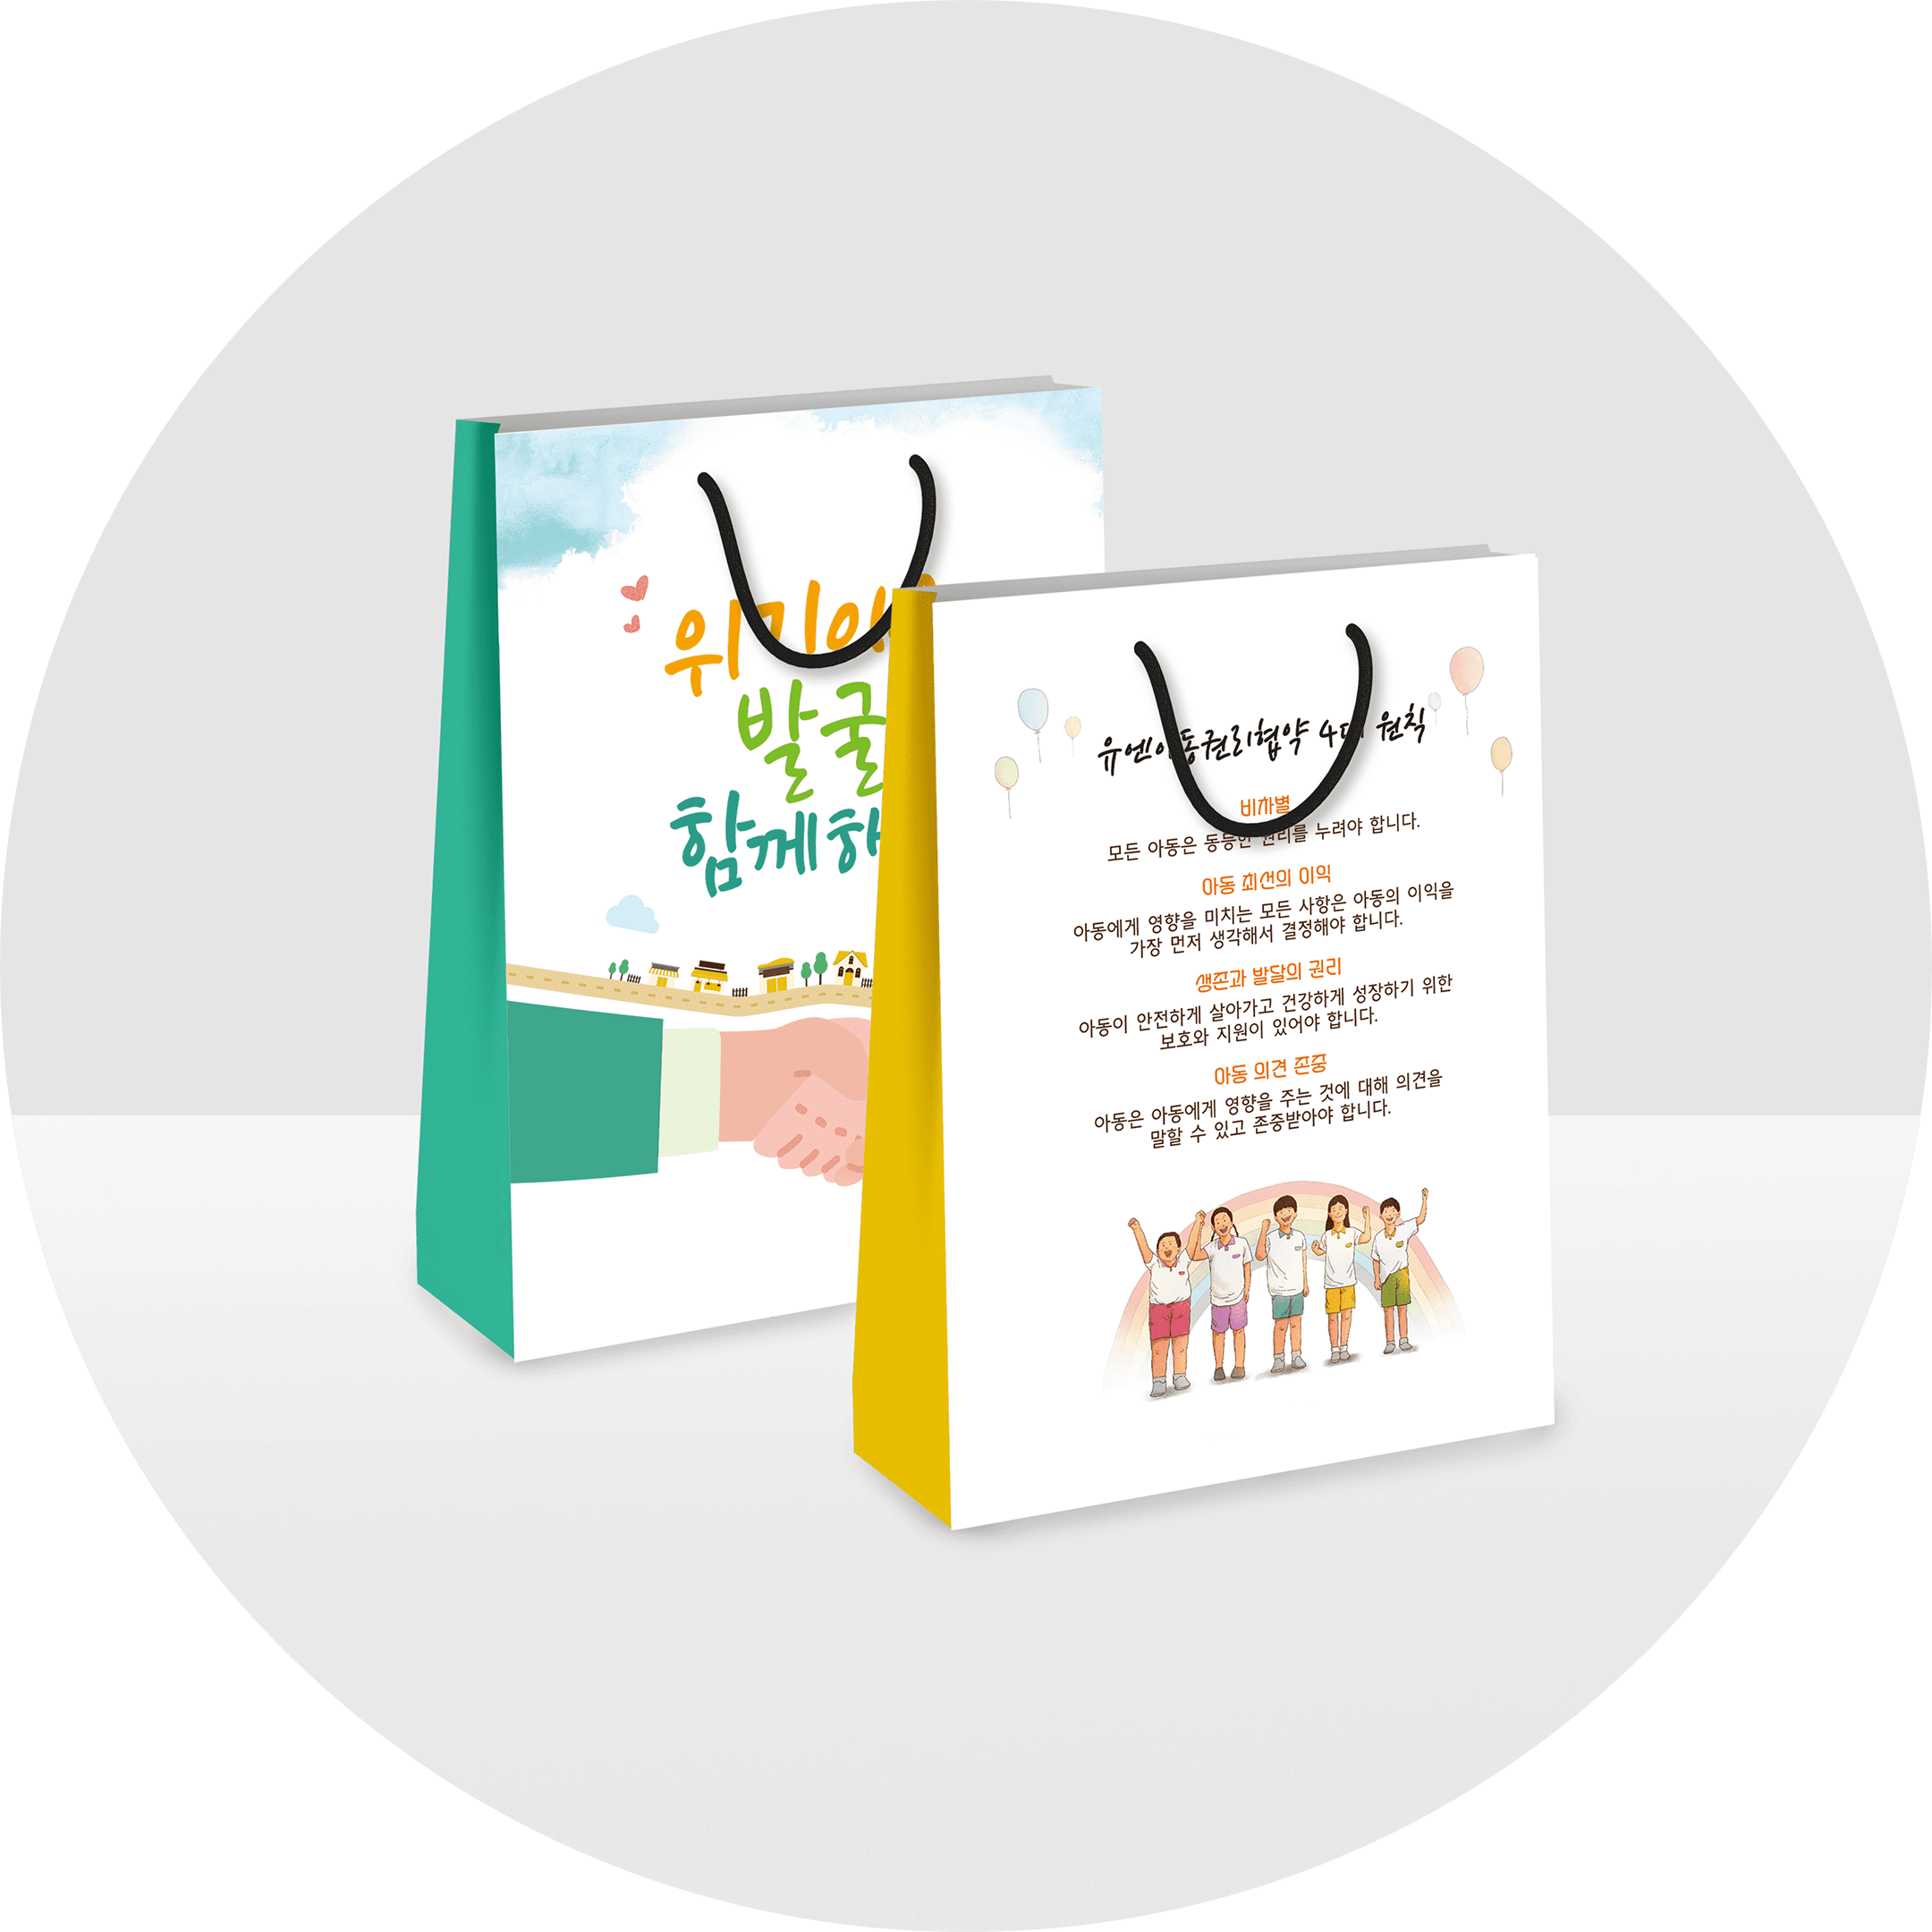 발굴
함께
유엔아동권리협약 4대 원칙
비차별
모든 아동은 동등한 권리를 누려야 합니다.
아동 최선의 이익
아동에게 영향을 미치는 모든 사항은 아동의 이익을
가장 먼저 생각해서 결정해야 합니다.
생존과 발달의 권리
아동이 안전하게 살아가고 건강하게 성장하기 위한
보호와 지원이 있어야 합니다.
아동 의견 존중
아동은 아동에게 영향을 주는 것에 대해 의견을
말할 수 있고 존중받아야 합니다.